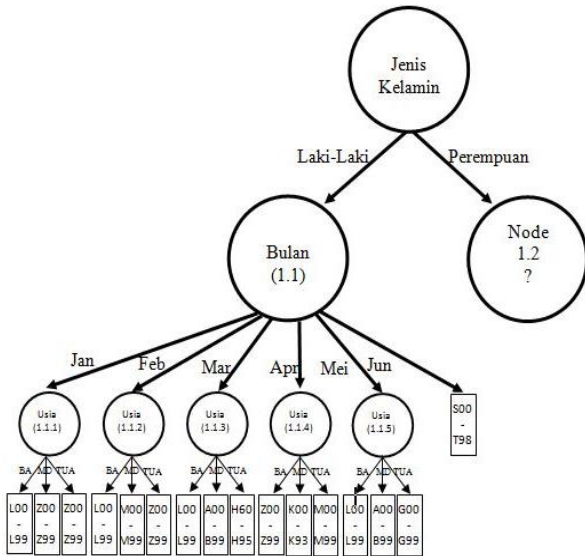 Jenis
Kelamin
Laki-Laki
Perempuan
Bulan
(1.1)
Node
1.2
?
Jan
Feb
Mar
Apr
Mei
Jun
Usia
(1.1.1)
Usia
(1.1.2)
Usia
(1.1.3)
Usia
(1.1.4)
Usia
(1.1.5)
S00
-
T98
BA MD TUA
BA MD TUA
BA MD TUA
BA MD TUA
BA MD TUA
L00 Z00 Z00
- - -
L99 Z99 Z99
L00 M00 Z00
- - -
L99 M99 Z99
L00 A00 H60
- - -
L99 B99 H95
Z00 K00 M00
- - -
Z99 K93 M99
L00 A00 G00
- - -
L99 B99 G99